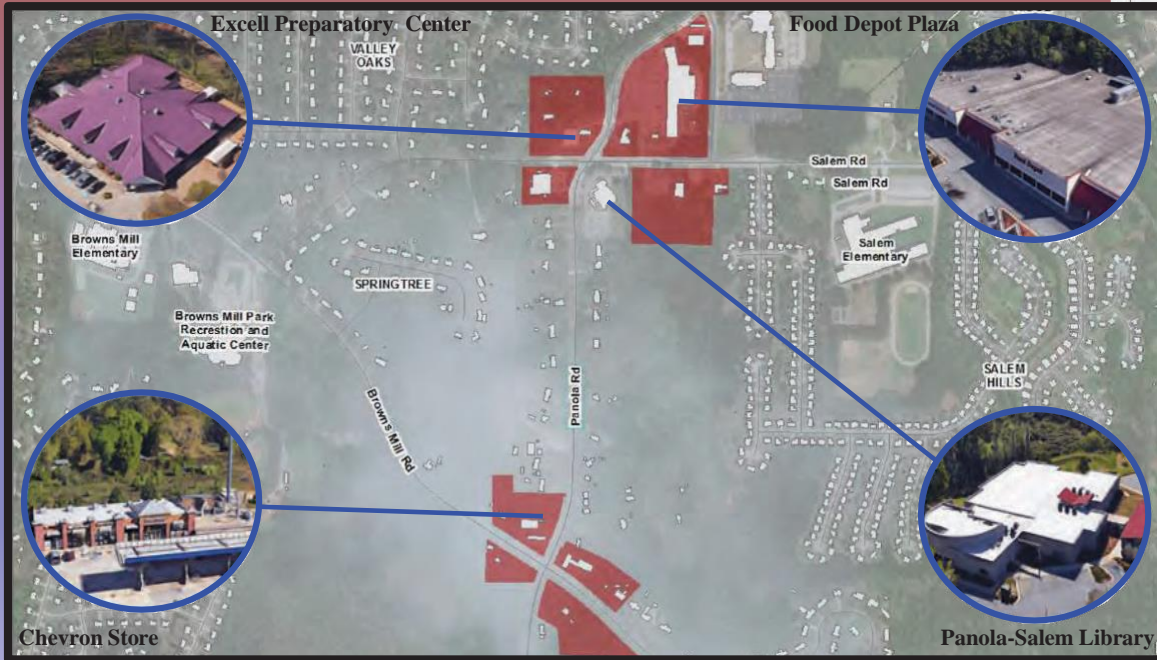 Excell Preparatory Center
Food Depot Plaza
VALLEY
OAKS
Salem Rd
Salem Rd
Browns Mill
Elementary
Salem
Elementary
SPRINGTREE
Browns Mill Park
Recreation and
Aquatic Center
SALEM
HILLS
Panola Rd
Browns Mill Rd
Chevron Store
Panola-Salem Library